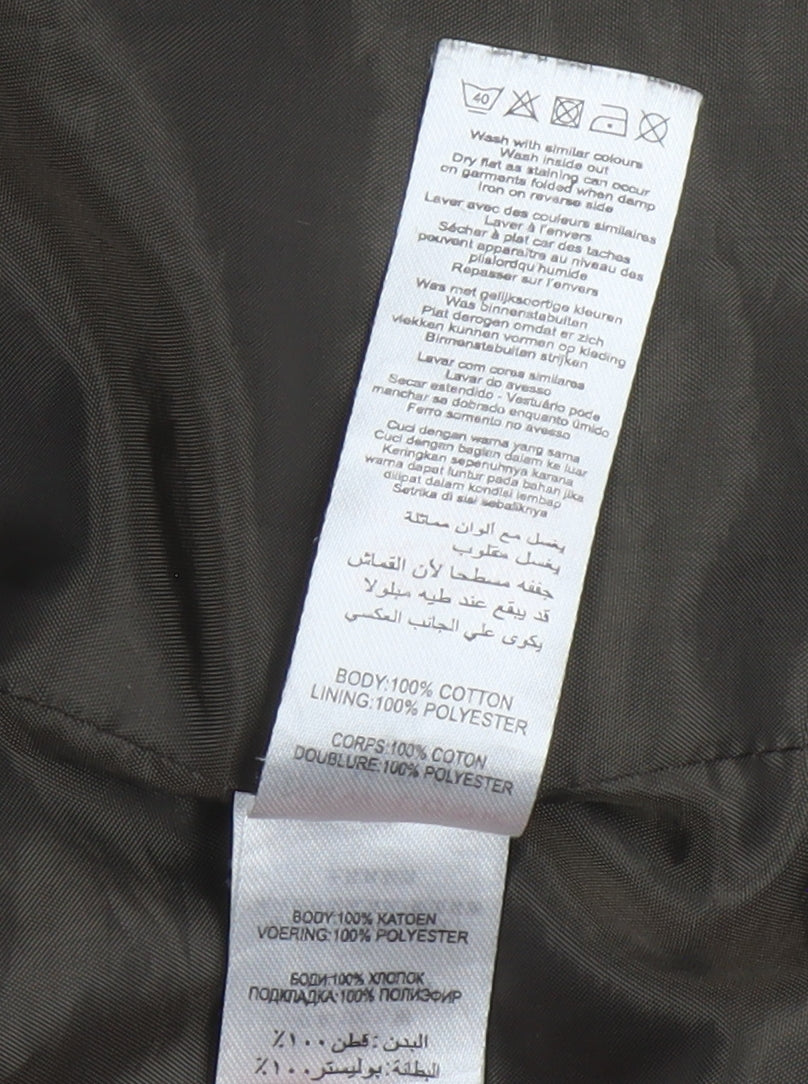 40
Wash with similar colours
Wash inside out
Dry flat as staining can occur
on garments folded when damp
Iron on reverse side
Laver avec des couleurs similaires
Laver à l'envers
Sécher à plat car des taches
peuvent apparaître au niveau des
humide
Repasser sur l'envers
Was met gelijksoortige kleuren
Was binnenstebuiten
Plat derogen omdat er zich
vlekken kunnen vormen op kleding
Binnenstebuiten strijken
Lavar com cores similares
Lavar do avesso
Secar estendido - Vestuário pode
manchar se dobrado enquanto úmido
Ferro somente no avesso
Cuci dengan warna yang sama
Cuci dengan bagian dalam ke luar
Keringkan sepenuhnya karana
warna dapat luntur pada bahan jika
dilipat dalam kondisi lembap
Setrika di sisi sebaliknya
يغسل مع ألوان مماثلة
يغسل مقلوب
جففه مسطحا لأن القماش
قد يبقع عند طيه مبلولا
يكوى علي الجانب العكسي
BODY:100% COTTON
LINING:100% POLYESTER
CORPS:100% COTON
DOUBLURE:100% POLYESTER
BODY:100% KATOEN
VOERING:100% POLYESTER
БОДИ:100% ХЛОПОК
ПОДКЛАДКА:100% ПОЛИЭФИР
البدن: قطن ١٠٠٪
البطانة: بوليستر ١٠٠٪